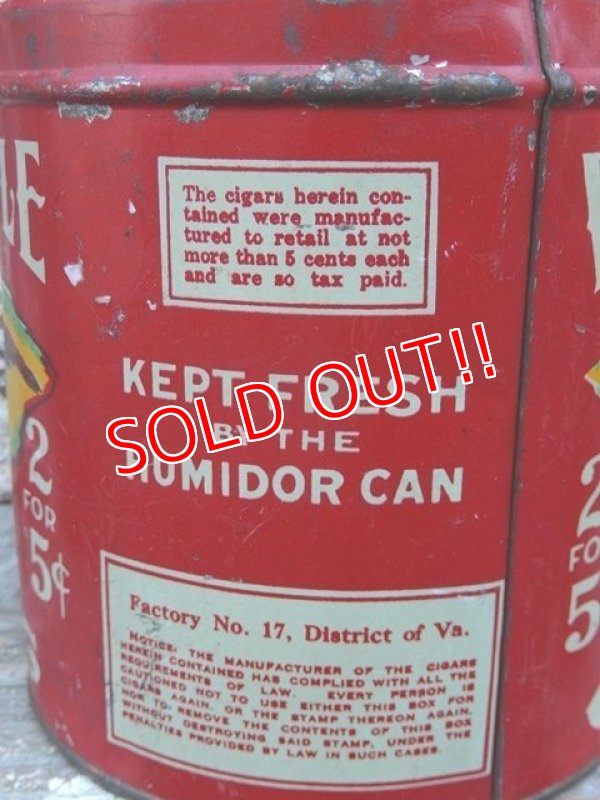 The cigars herein con-
tained were manufac-
tured to retail at not
more than 5 cents each
and are so tax paid.
KEPT FRESH
BY THE
HUMIDOR CAN
SOLD OUT!!
LE
2
FOR
5¢
S
Factory No. 17, District of Va.
NOTICE: THE MANUFACTURER OF THE CIGARS
HEREIN CONTAINED HAS COMPLIED WITH ALL THE
REQUIREMENTS OF LAW. EVERY PERSON IS
CAUTIONED NOT TO USE EITHER THIS BOX FOR
CIGARS AGAIN, OR THE STAMP THEREON AGAIN,
NOR TO REMOVE THE CONTENTS OF THIS BOX
WITHOUT DESTROYING SAID STAMP, UNDER THE
PENALTIES PROVIDED BY LAW IN SUCH CASES.
2
FO
5